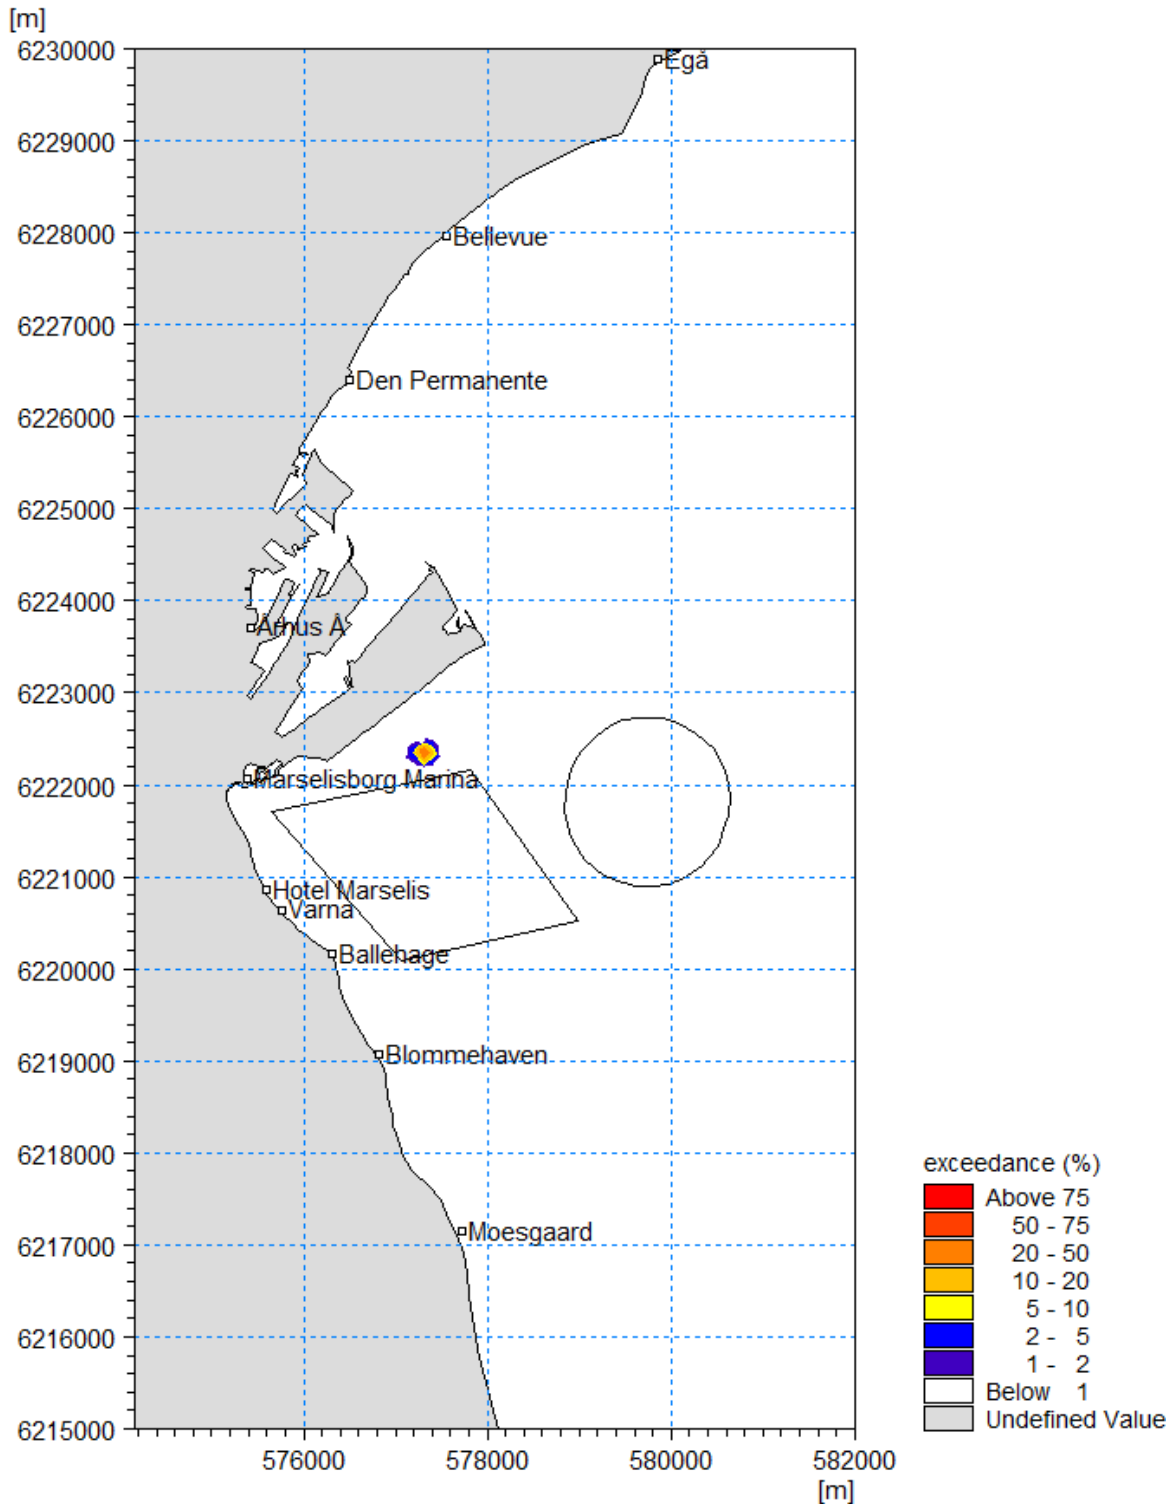 [m]
6230000
Egå
6229000
6228000
Bellevue
6227000
Den Permanente
6226000
6225000
6224000
Århus Å
6223000
6222000
Marselisborg Marina
6221000
Hotel Marselis
Varna
Ballehage
6220000
6219000
Blommehaven
6218000
6217000
Moesgaard
6216000
6215000
576000 578000 580000 582000
[m]
exceedance (%)
Above 75
50 - 75
20 - 50
10 - 20
5 - 10
2 - 5
1 - 2
Below 1
Undefined Value